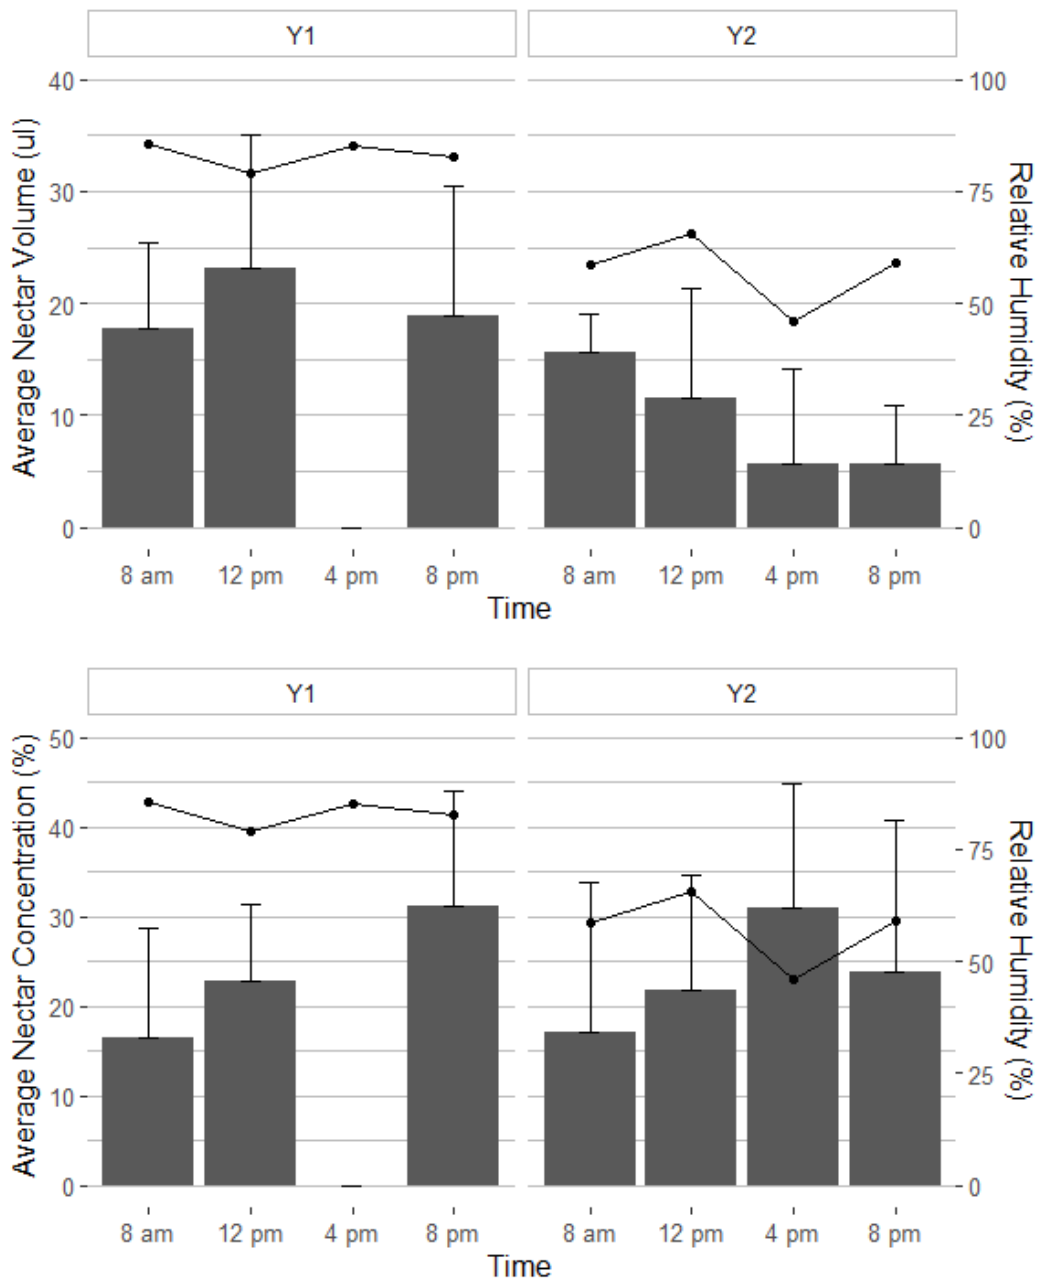 Y1 Y2
Average Nectar Volume (ul)
40
30
20
10
0
100
75
50
25
0
Relative Humidity (%)
8 am 12 pm 4 pm 8 pm 8 am 12 pm 4 pm 8 pm
Time
Y1 Y2
Average Nectar Concentration (%)
50
40
30
20
10
0
100
75
50
25
0
Relative Humidity (%)
8 am 12 pm 4 pm 8 pm 8 am 12 pm 4 pm 8 pm
Time